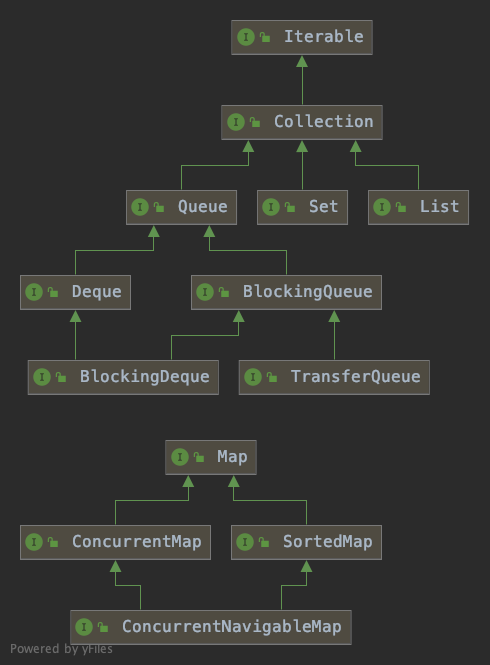 Iterable
Collection
Queue
Set
List
Deque
BlockingQueue
BlockingDeque
TransferQueue
Map
ConcurrentMap
SortedMap
ConcurrentNavigableMap
Powered by yFiles